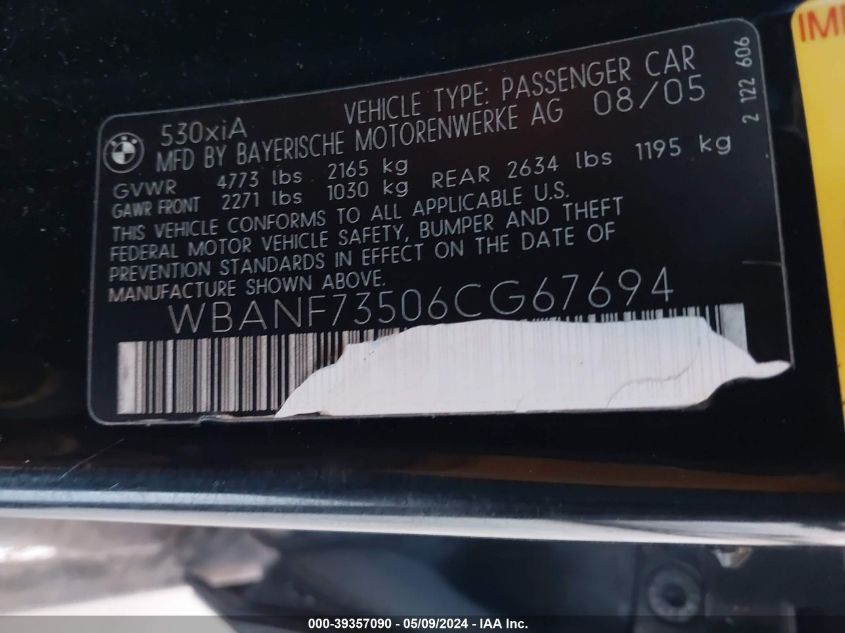 530xiA VEHICLE TYPE: PASSENGER CAR
MFD BY BAYERISCHE MOTORENWERKE AG 08/05
GVWR 4773 lbs 2165 kg
GAWR FRONT 2271 lbs 1030 kg REAR 2634 lbs 1195 kg
THIS VEHICLE CONFORMS TO ALL APPLICABLE U.S.
FEDERAL MOTOR VEHICLE SAFETY, BUMPER AND THEFT
PREVENTION STANDARDS IN EFFECT ON THE DATE OF
MANUFACTURE SHOWN ABOVE.
WBANF73506CG67694
2 122 606
000-39357090 - 05/09/2024 - IAA Inc.